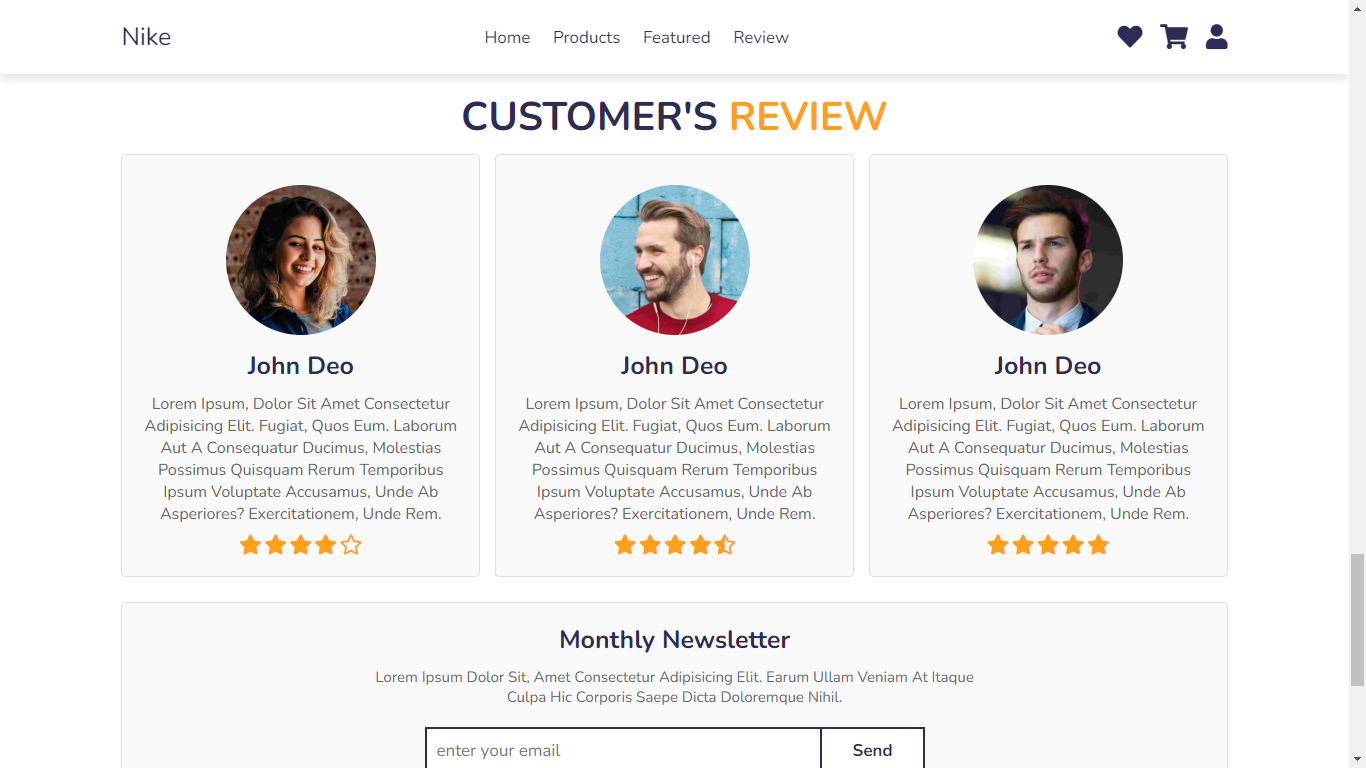 Nike
Home Products Featured Review
CUSTOMER'S REVIEW
John Deo
Lorem Ipsum, Dolor Sit Amet Consectetur
Adipisicing Elit. Fugiat, Quos Eum. Laborum
Aut A Consequatur Ducimus, Molestias
Possimus Quisquam Rerum Temporibus
Ipsum Voluptate Accusamus, Unde Ab
Asperiores? Exercitationem, Unde Rem.
John Deo
Lorem Ipsum, Dolor Sit Amet Consectetur
Adipisicing Elit. Fugiat, Quos Eum. Laborum
Aut A Consequatur Ducimus, Molestias
Possimus Quisquam Rerum Temporibus
Ipsum Voluptate Accusamus, Unde Ab
Asperiores? Exercitationem, Unde Rem.
John Deo
Lorem Ipsum, Dolor Sit Amet Consectetur
Adipisicing Elit. Fugiat, Quos Eum. Laborum
Aut A Consequatur Ducimus, Molestias
Possimus Quisquam Rerum Temporibus
Ipsum Voluptate Accusamus, Unde Ab
Asperiores? Exercitationem, Unde Rem.
Monthly Newsletter
Lorem Ipsum Dolor Sit, Amet Consectetur Adipisicing Elit. Earum Ullam Veniam At Itaque
Culpa Hic Corporis Saepe Dicta Doloremque Nihil.
enter your email
Send